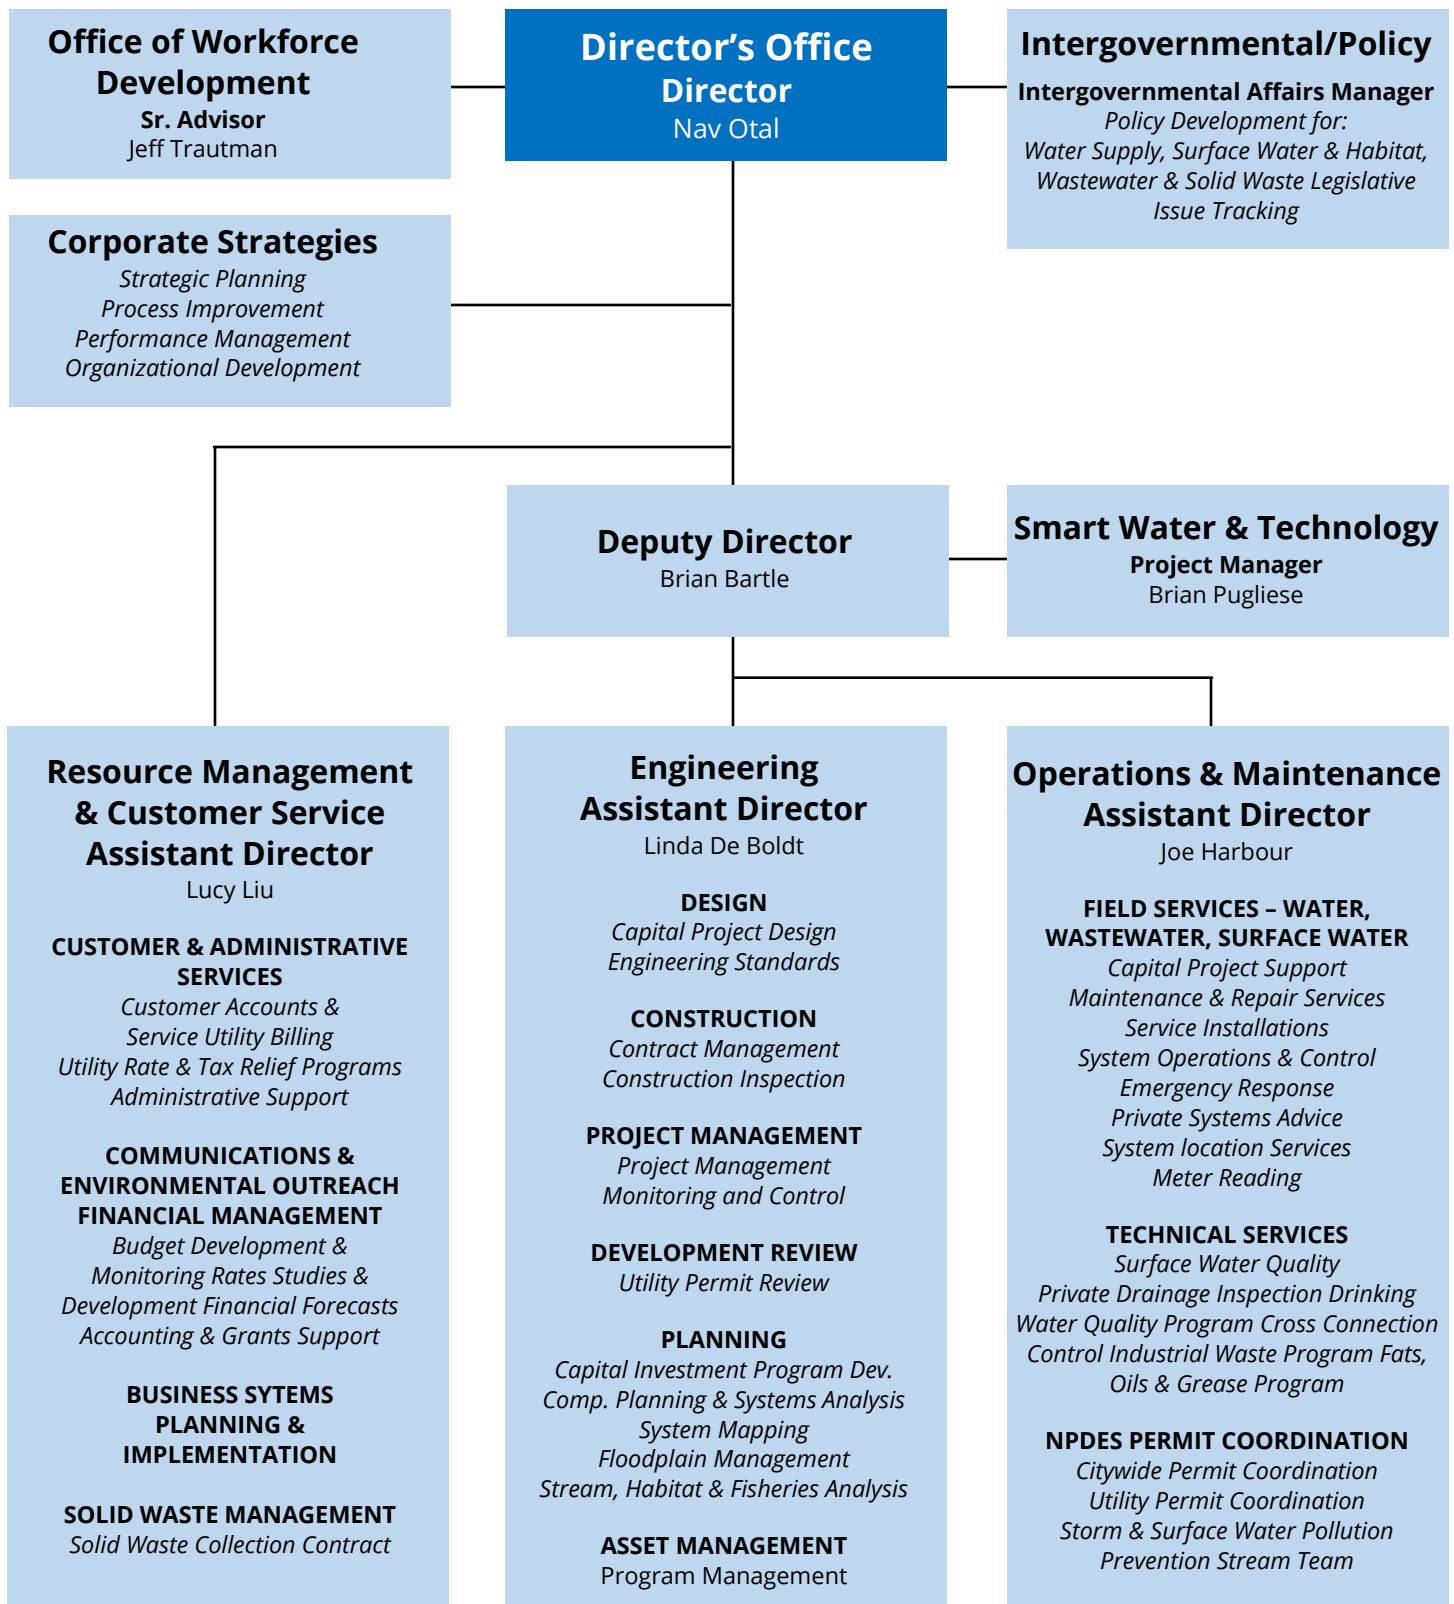 Office of Workforce
Development
Sr. Advisor
Jeff Trautman
Director’s Office
Director
Nav Otal
Intergovernmental/Policy
Intergovernmental Affairs Manager
Policy Development for:
Water Supply, Surface Water & Habitat,
Wastewater & Solid Waste Legislative
Issue Tracking
Corporate Strategies
Strategic Planning
Process Improvement
Performance Management
Organizational Development
Deputy Director
Brian Bartle
Smart Water & Technology
Project Manager
Brian Pugliese
Resource Management
& Customer Service
Assistant Director
Lucy Liu
CUSTOMER & ADMINISTRATIVE
SERVICES
Customer Accounts &
Service Utility Billing
Utility Rate & Tax Relief Programs
Administrative Support
COMMUNICATIONS &
ENVIRONMENTAL OUTREACH
FINANCIAL MANAGEMENT
Budget Development &
Monitoring Rates Studies &
Development Financial Forecasts
Accounting & Grants Support
BUSINESS SYTEMS
PLANNING &
IMPLEMENTATION
SOLID WASTE MANAGEMENT
Solid Waste Collection Contract
Engineering
Assistant Director
Linda De Boldt
DESIGN
Capital Project Design
Engineering Standards
CONSTRUCTION
Contract Management
Construction Inspection
PROJECT MANAGEMENT
Project Management
Monitoring and Control
DEVELOPMENT REVIEW
Utility Permit Review
PLANNING
Capital Investment Program Dev.
Comp. Planning & Systems Analysis
System Mapping
Floodplain Management
Stream, Habitat & Fisheries Analysis
ASSET MANAGEMENT
Program Management
Operations & Maintenance
Assistant Director
Joe Harbour
FIELD SERVICES – WATER,
WASTEWATER, SURFACE WATER
Capital Project Support
Maintenance & Repair Services
Service Installations
System Operations & Control
Emergency Response
Private Systems Advice
System location Services
Meter Reading
TECHNICAL SERVICES
Surface Water Quality
Private Drainage Inspection Drinking
Water Quality Program Cross Connection
Control Industrial Waste Program Fats,
Oils & Grease Program
NPDES PERMIT COORDINATION
Citywide Permit Coordination
Utility Permit Coordination
Storm & Surface Water Pollution
Prevention Stream Team